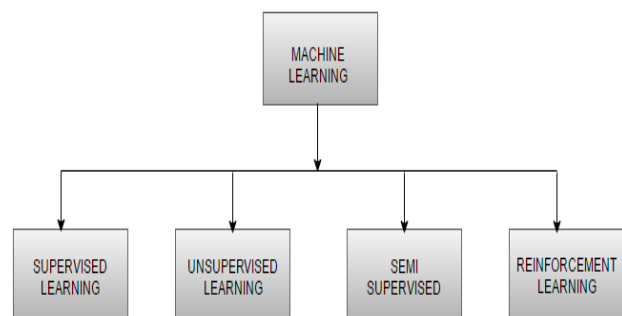 MACHINE
LEARNING
SUPERVISED
LEARNING
UNSUPERVISED
LEARNING
SEMI
SUPERVISED
REINFORCEMENT
LEARNING